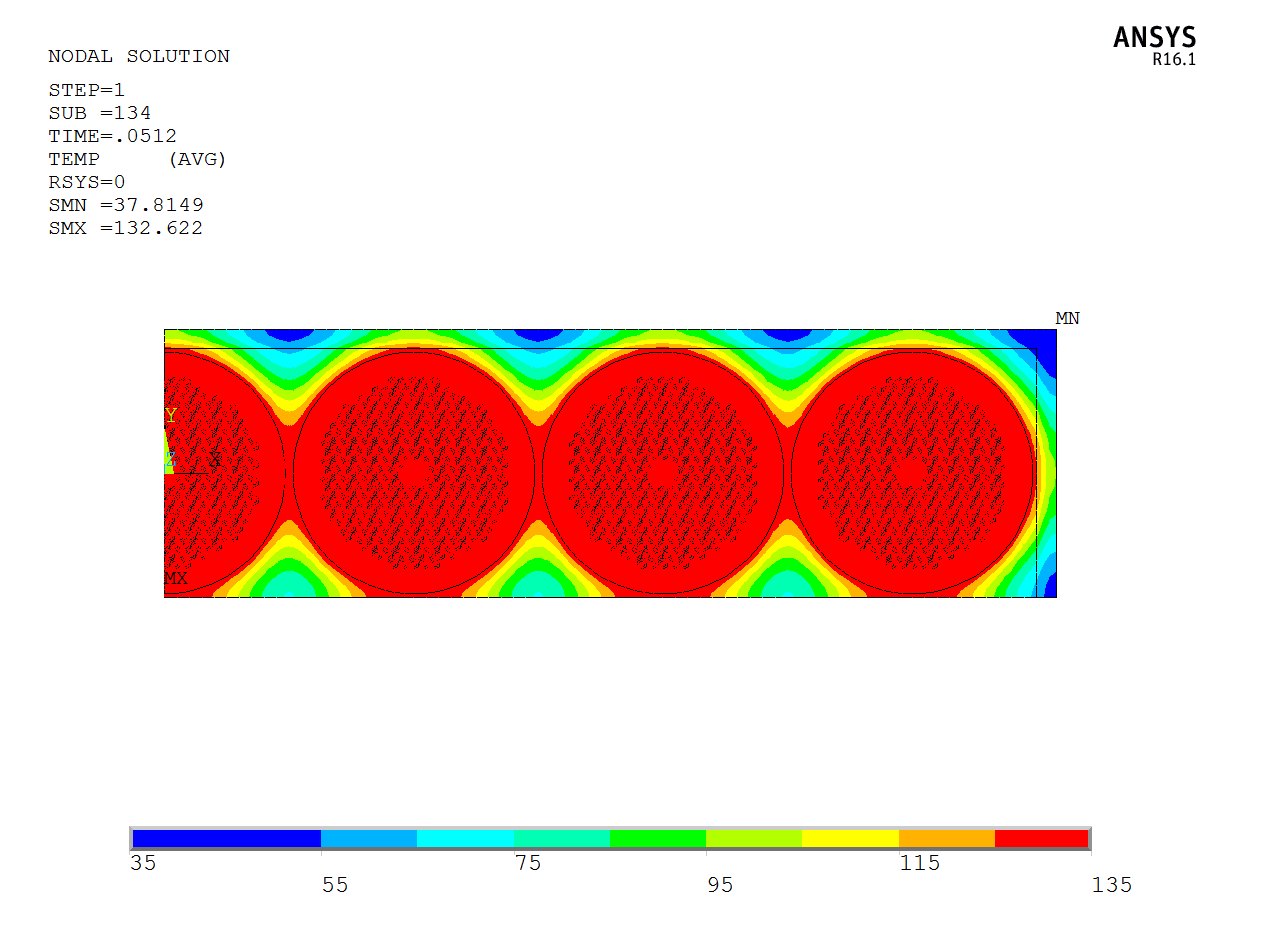 ANSYS
R16.1
NODAL SOLUTION
STEP=1
SUB =134
TIME=.0512
TEMP (AVG)
RSYS=0
SMN =37.8149
SMX =132.622
MN
Y
Z X
MX
35 75 115
55 95 135